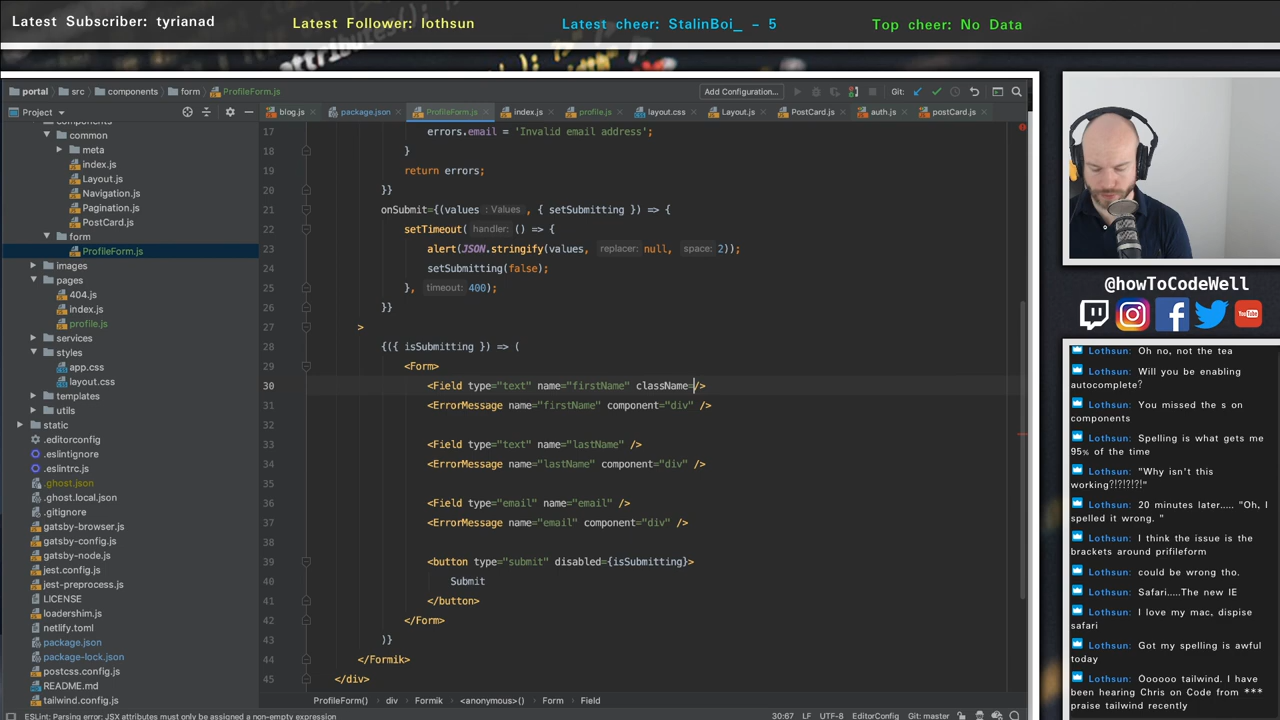 Latest Subscriber: tyrianad
Latest Follower: lothsun
Latest cheer: StalinBoi_ - 5
Top cheer: No Data
portal src components form ProfileForm.js
Add Configuration...
Git:
Project
blog.js package.json ProfileForm.js index.js profile.js layout.css Layout.js PostCard.js auth.js postCard.js
components
common
meta
index.js
Layout.js
Navigation.js
Pagination.js
PostCard.js
form
ProfileForm.js
images
pages
404.js
index.js
profile.js
services
styles
app.css
layout.css
templates
utils
static
.editorconfig
.eslintignore
.eslintrc.js
.ghost.json
.ghost.local.json
.gitignore
gatsby-browser.js
gatsby-config.js
gatsby-node.js
jest.config.js
jest-preprocess.js
LICENSE
loadershim.js
netlify.toml
package.json
package-lock.json
postcss.config.js
README.md
tailwind.config.js
17 errors.email = 'Invalid email address';
18 }
19 return errors;
20 }}
21 onSubmit={(values : Values , { setSubmitting }) => {
22 setTimeout( handler: () => {
23 alert(JSON.stringify(values, replacer: null, space: 2));
24 setSubmitting(false);
25 }, timeout: 400);
26 }}
27 >
28 {({ isSubmitting }) => (
29 <Form>
30 <Field type="text" name="firstName" className=/>
31 <ErrorMessage name="firstName" component="div" />
32
33 <Field type="text" name="lastName" />
34 <ErrorMessage name="lastName" component="div" />
35
36 <Field type="email" name="email" />
37 <ErrorMessage name="email" component="div" />
38
39 <button type="submit" disabled={isSubmitting}>
40 Submit
41 </button>
42 </Form>
43 )}
44 </Formik>
45 </div>
ProfileForm() div Formik <anonymous>() Form Field
ESLint: Parsing error: JSX attributes must only be assigned a non-empty expression
30:67 LF UTF-8 EditorConfig Git: master
@howToCodeWell
You Tube
Lothsun: Oh no, not the tea
Lothsun: Will you be enabling
autocomplete?
Lothsun: You missed the s on
components
Lothsun: Spelling is what gets me
95% of the time
Lothsun: "Why isn't this
working?!?!?!?!"
Lothsun: 20 minutes later..... "Oh, I
spelled it wrong. "
Lothsun: I think the issue is the
brackets around prifileform
Lothsun: could be wrong tho.
Lothsun: Safari.....The new IE
Lothsun: I love my mac, dispise
safari
Lothsun: Got my spelling is awful
today
Lothsun: Ooooo tailwind. I have
been hearing Chris on Code from ***
praise tailwind recently